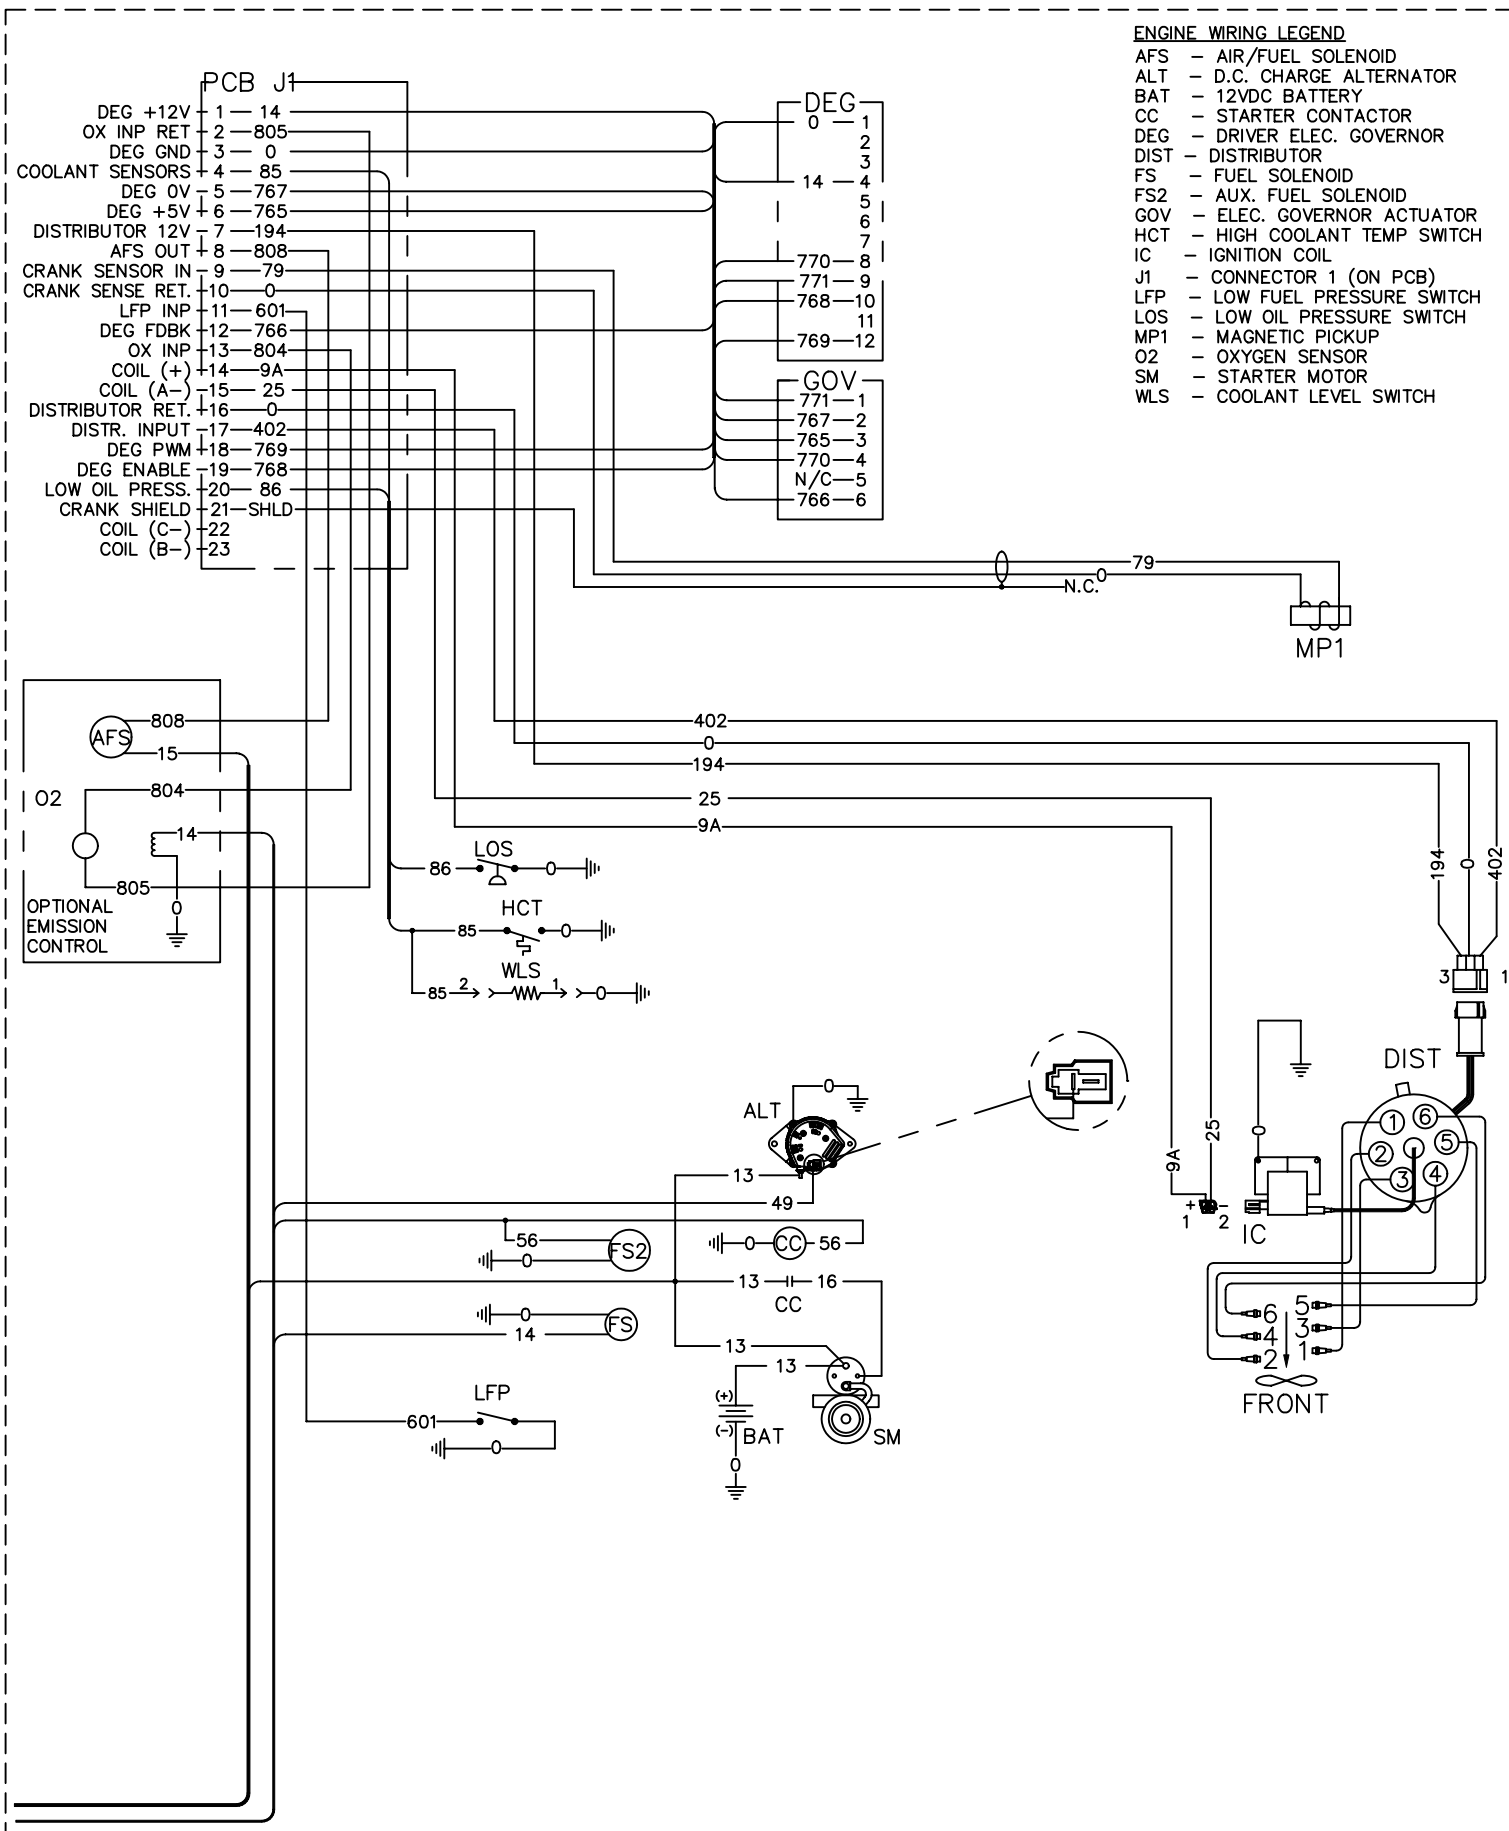 ENGINE WIRING LEGEND
AFS – AIR/FUEL SOLENOID
ALT – D.C. CHARGE ALTERNATOR
BAT – 12VDC BATTERY
CC – STARTER CONTACTOR
DEG – DRIVER ELEC. GOVERNOR
DIST – DISTRIBUTOR
FS – FUEL SOLENOID
FS2 – AUX. FUEL SOLENOID
GOV – ELEC. GOVERNOR ACTUATOR
HCT – HIGH COOLANT TEMP SWITCH
IC – IGNITION COIL
J1 – CONNECTOR 1 (ON PCB)
LFP – LOW FUEL PRESSURE SWITCH
LOS – LOW OIL PRESSURE SWITCH
MP1 – MAGNETIC PICKUP
O2 – OXYGEN SENSOR
SM – STARTER MOTOR
WLS – COOLANT LEVEL SWITCH
PCB J1
DEG +12V 1 14
OX INP RET 2 805
DEG GND 3 0
COOLANT SENSORS 4 85
DEG 0V 5 767
DEG +5V 6 765
DISTRIBUTOR 12V 7 194
AFS OUT 8 808
CRANK SENSOR IN 9 79
CRANK SENSE RET. 10 0
LFP INP 11 601
DEG FDBK 12 766
OX INP 13 804
COIL (+) 14 9A
COIL (A-) 15 25
DISTRIBUTOR RET. 16 0
DISTR. INPUT 17 402
DEG PWM 18 769
DEG ENABLE 19 768
LOW OIL PRESS. 20 86
CRANK SHIELD 21 SHLD
COIL (C-) 22
COIL (B-) 23
DEG
0 1
2
3
14 4
5
6
7
770 8
771 9
768 10
11
769 12
GOV
771 1
767 2
765 3
770 4
N/C 5
766 6
79
0
N.C.
MP1
AFS
808
15
O2
804
14
805
0
OPTIONAL
EMISSION
CONTROL
402
0
194
25
9A
LOS
86 0
HCT
85 0
WLS
85 2 1 0
194
0
402
3 1
DIST
1
6
2
5
3
4
0
9A
25
+ -
1 2
IC
6 5
4 3
2 1
FRONT
ALT
0
13
49
56
FS2
0
0 CC 56
13 16
CC
0
FS
14
13
13
(+)
(-)
BAT
SM
0
LFP
601
0